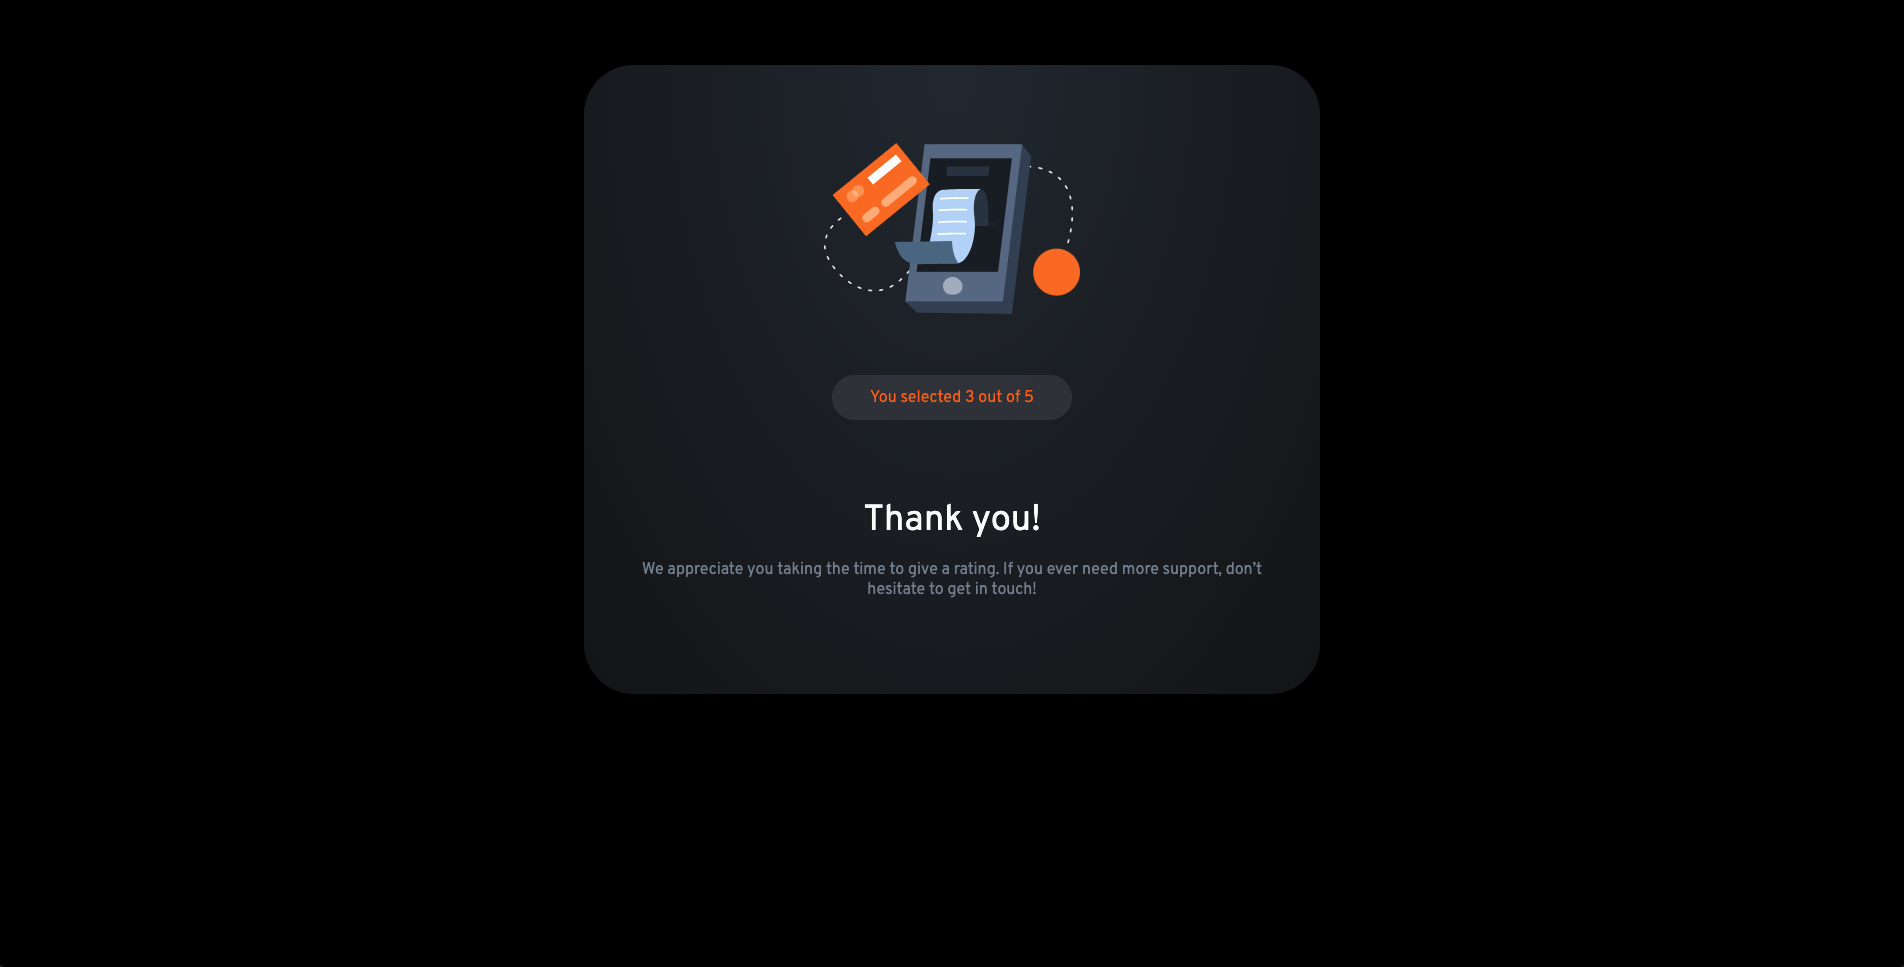 You selected 3 out of 5
Thank you!
We appreciate you taking the time to give a rating. If you ever need more support, don’t
hesitate to get in touch!